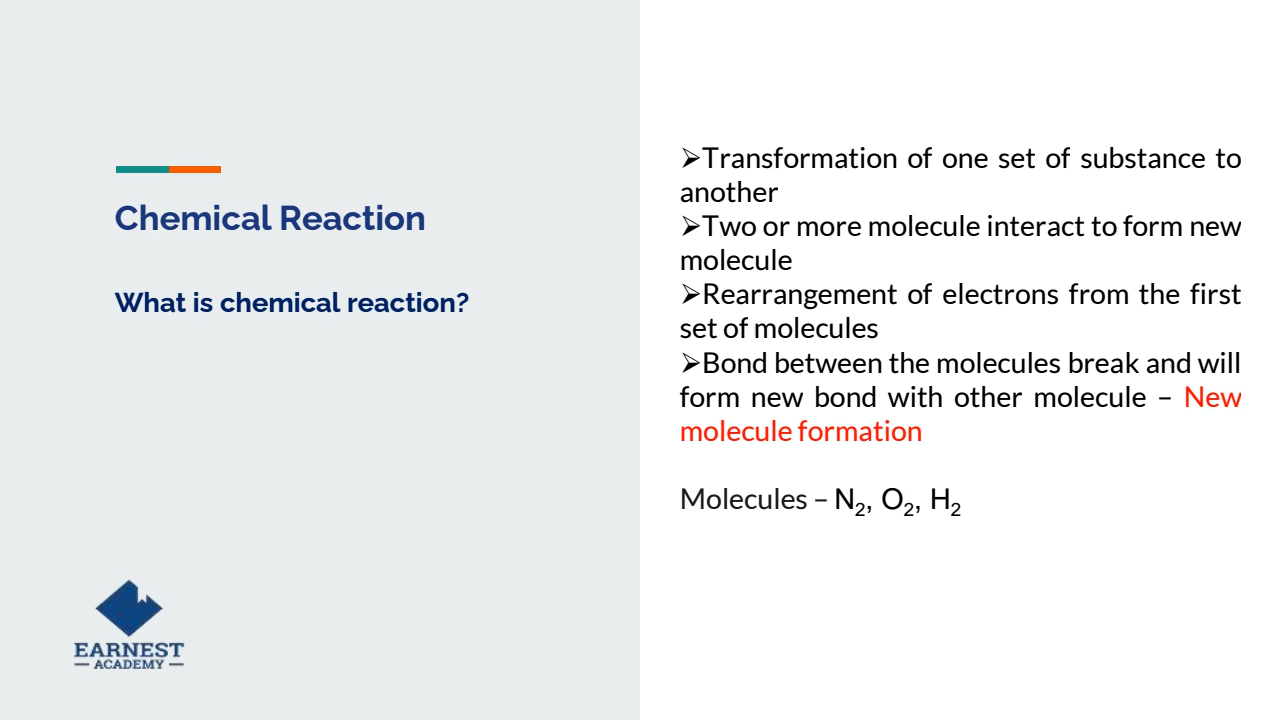 Chemical Reaction
What is chemical reaction?
EARNEST
ACADEMY
➢Transformation of one set of substance to
another
➢Two or more molecule interact to form new
molecule
➢Rearrangement of electrons from the first
set of molecules
➢Bond between the molecules break and will
form new bond with other molecule – New
molecule formation
Molecules – N₂, O₂, H₂